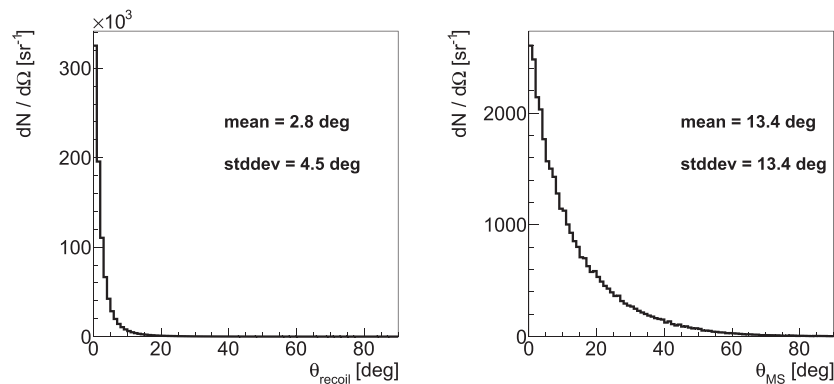 ×10³
dN / dΩ [sr⁻¹]
300
200
100
0
mean = 2.8 deg
stddev = 4.5 deg
0 20 40 60 80
θrecoil [deg]
dN / dΩ [sr⁻¹]
2000
1000
0
mean = 13.4 deg
stddev = 13.4 deg
0 20 40 60 80
θMS [deg]